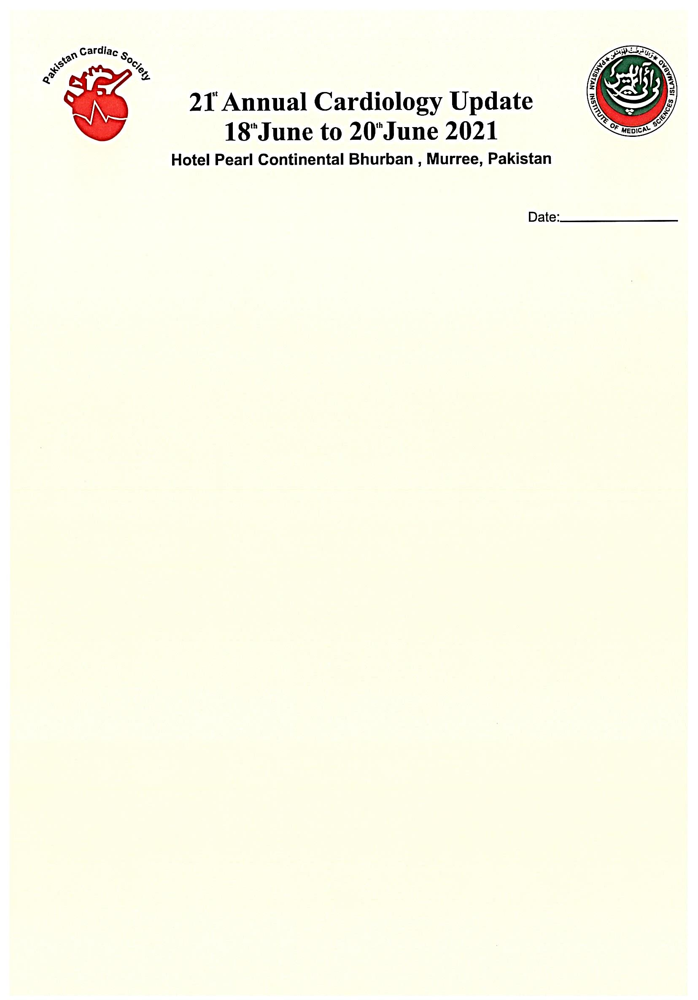 Pakistan Cardiac Society
وَإِذَا مَرِضْتُ فَهُوَ يَشْفِينِ
پی آئی ایم ایس
PAKISTAN INSTITUTE OF MEDICAL SCIENCES ISLAMABAD
21st Annual Cardiology Update
18th June to 20th June 2021
Hotel Pearl Continental Bhurban , Murree, Pakistan
Date: